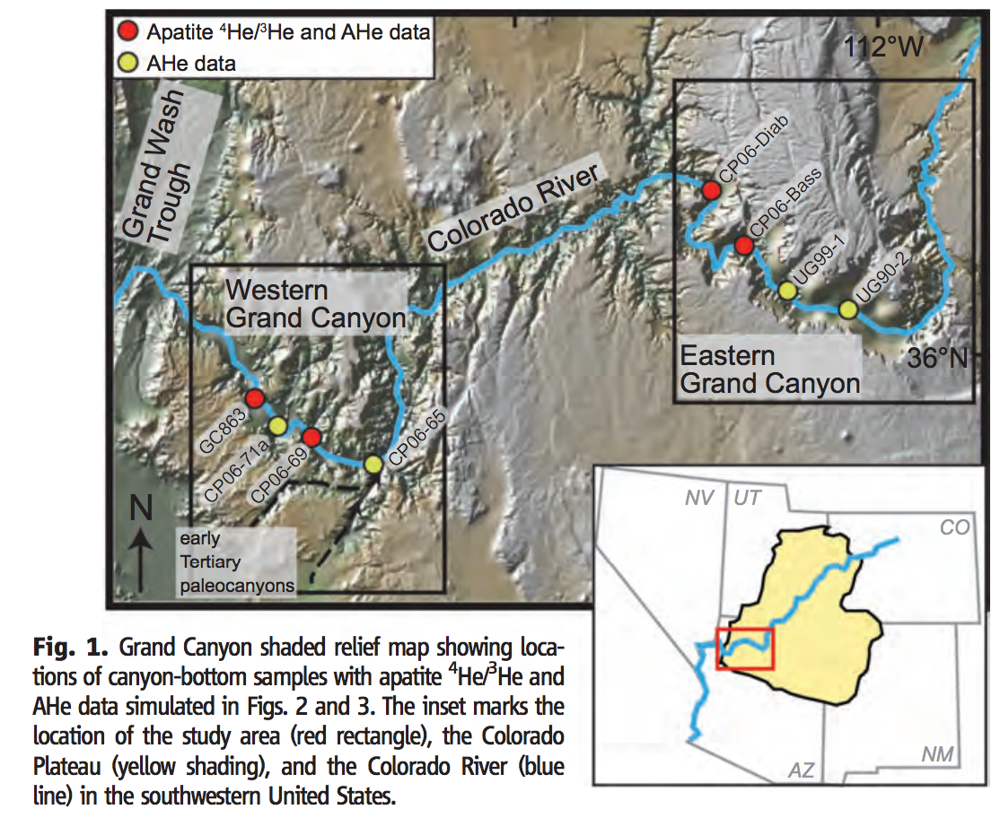 Apatite ⁴He/³He and AHe data
AHe data
112°W
Grand Wash
Trough
Colorado River
CP06-Diab
CP06-Bass
UG99-1
UG90-2
Western
Grand Canyon
Eastern
Grand Canyon
36°N
GC863
CP06-71a
CP06-69
CP06-65
N
early
Tertiary
paleocanyons
NV
UT
CO
AZ
NM
Fig. 1. Grand Canyon shaded relief map showing loca-
tions of canyon-bottom samples with apatite ⁴He/³He and
AHe data simulated in Figs. 2 and 3. The inset marks the
location of the study area (red rectangle), the Colorado
Plateau (yellow shading), and the Colorado River (blue
line) in the southwestern United States.